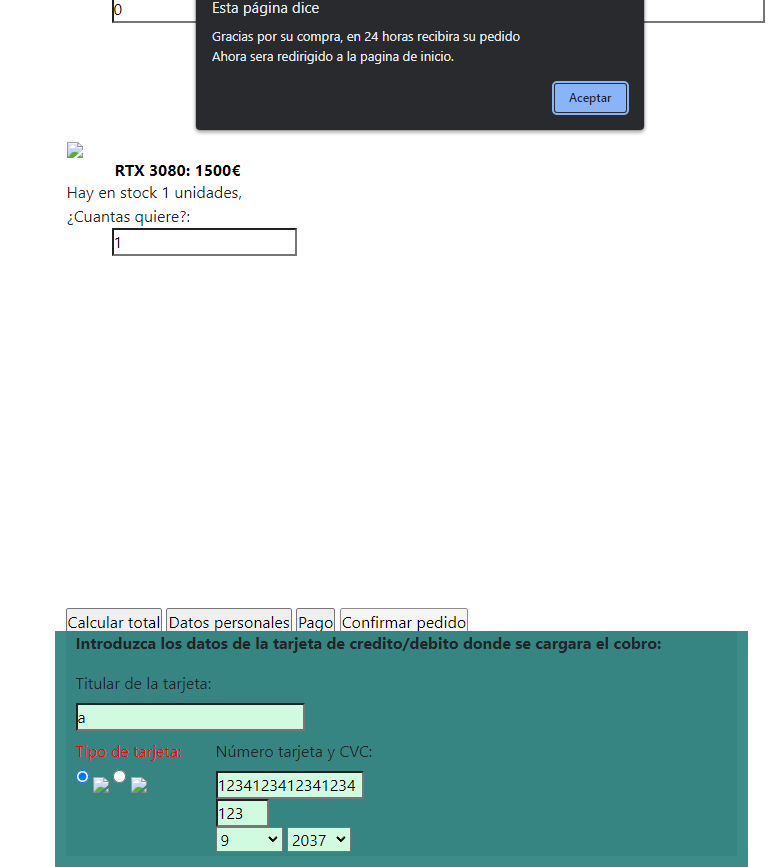 0
Esta página dice
Gracias por su compra, en 24 horas recibira su pedido
Ahora sera redirigido a la pagina de inicio.
Aceptar
RTX 3080: 1500€
Hay en stock 1 unidades,
¿Cuantas quiere?:
1
Calcular total Datos personales Pago Confirmar pedido
Introduzca los datos de la tarjeta de credito/debito donde se cargara el cobro:
Titular de la tarjeta:
a
Tipo de tarjeta: Número tarjeta y CVC:
1234123412341234
123
9 2037